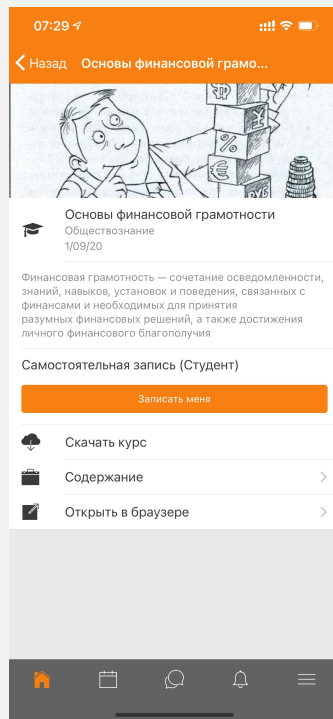 07:29
Назад Основы финансовой грамо...
$
¥
%
€
РУБ
Основы финансовой грамотности
Обществознание
1/09/20
Финансовая грамотность — сочетание осведомленности,
знаний, навыков, установок и поведения, связанных с
финансами и необходимых для принятия
разумных финансовых решений, а также достижения
личного финансового благополучия
Самостоятельная запись (Студент)
Записать меня
Скачать курс
Содержание
Открыть в браузере